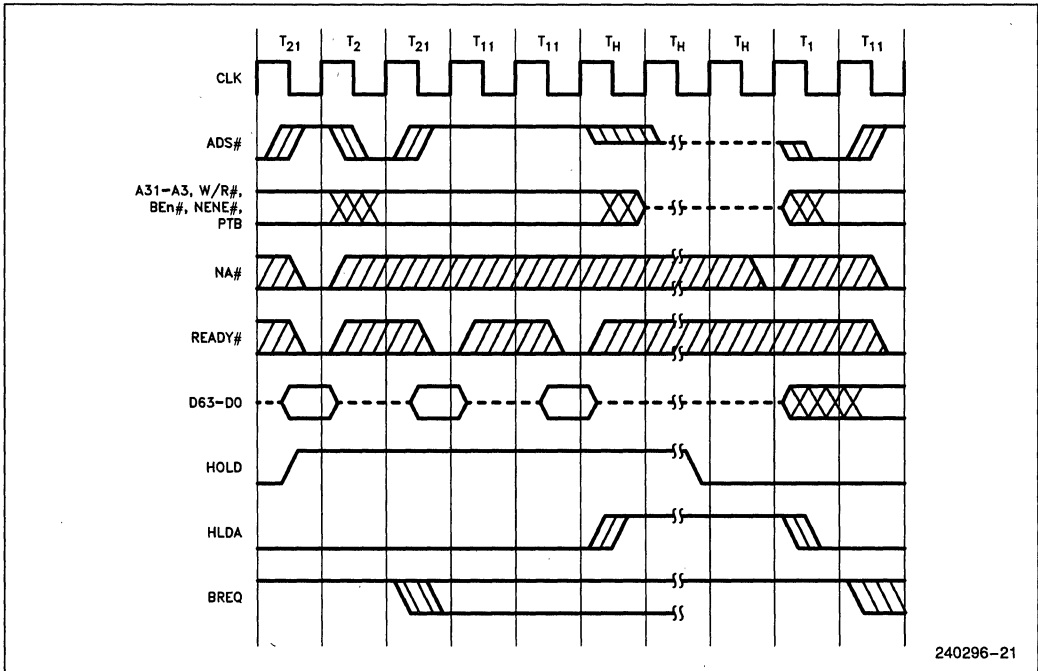 T21 T2 T21 T11 T11 TH TH TH T1 T11
CLK
ADS#
A31-A3, W/R#,
BEn#, NENE#,
PTB
NA#
READY#
D63-D0
HOLD
HLDA
BREQ
240296-21